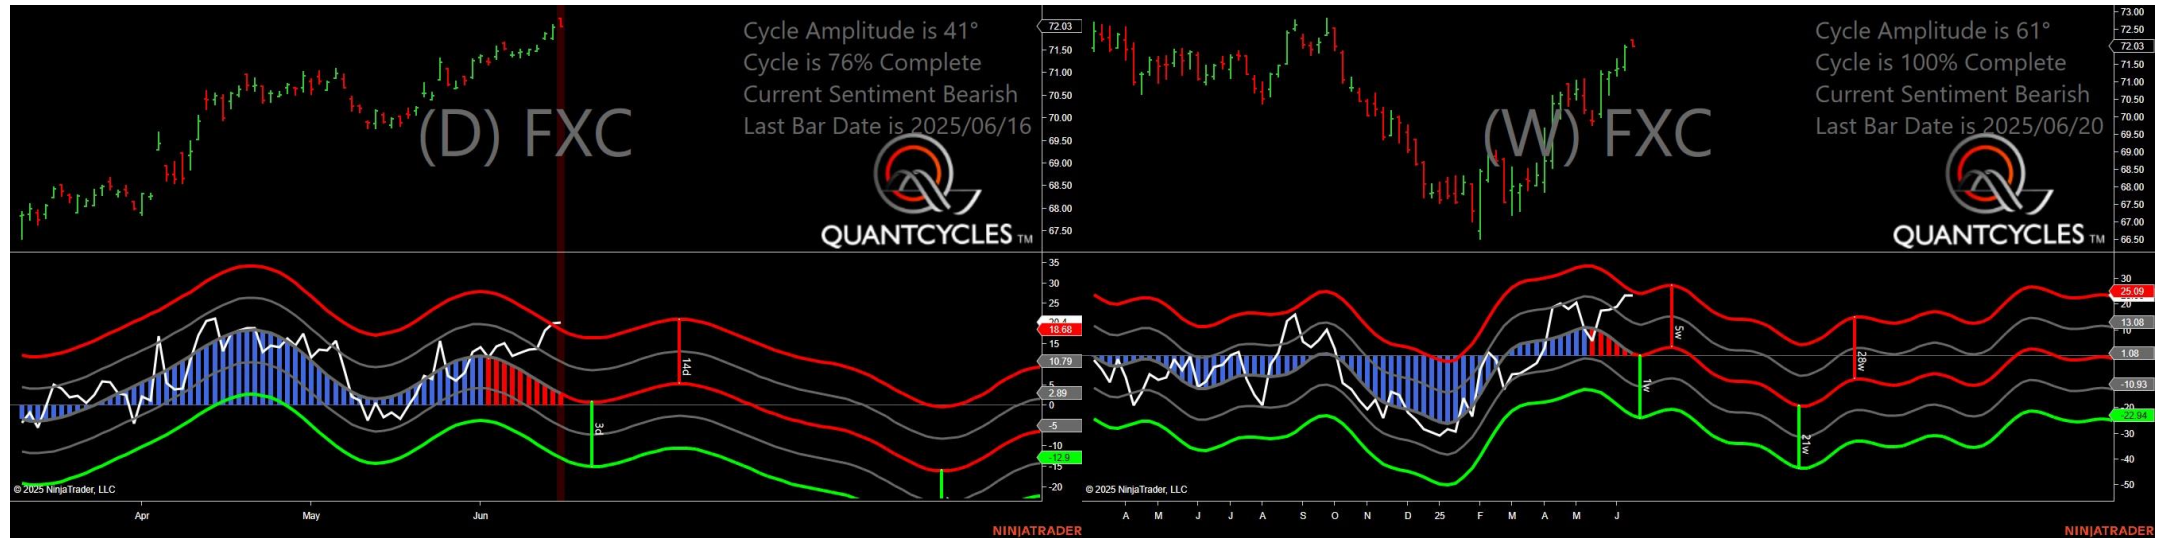 Cycle Amplitude is 41°
Cycle is 76% Complete
Current Sentiment Bearish
Last Bar Date is 2025/06/16
(D) FXC
QUANTCYCLES TM
72.03
71.50
71.00
70.50
70.00
69.50
69.00
68.50
68.00
67.50
35
30
25
18.68
15
10.79
5
2.89
0
-5
-10
-12.9
-15
-20
14d
3d
© 2025 NinjaTrader, LLC
Apr May Jun
NINJATRADER
Cycle Amplitude is 61°
Cycle is 100% Complete
Current Sentiment Bearish
Last Bar Date is 2025/06/20
(W) FXC
QUANTCYCLES TM
73.00
72.50
72.03
71.50
71.00
70.50
70.00
69.50
69.00
68.50
68.00
67.50
67.00
66.50
30
25.09
20
13.08
10
1.08
-10.93
-20
-22.94
-30
-40
-50
5w
1w
28w
21w
© 2025 NinjaTrader, LLC
A M J J A S O N D 25 F M A M J
NINJATRADER